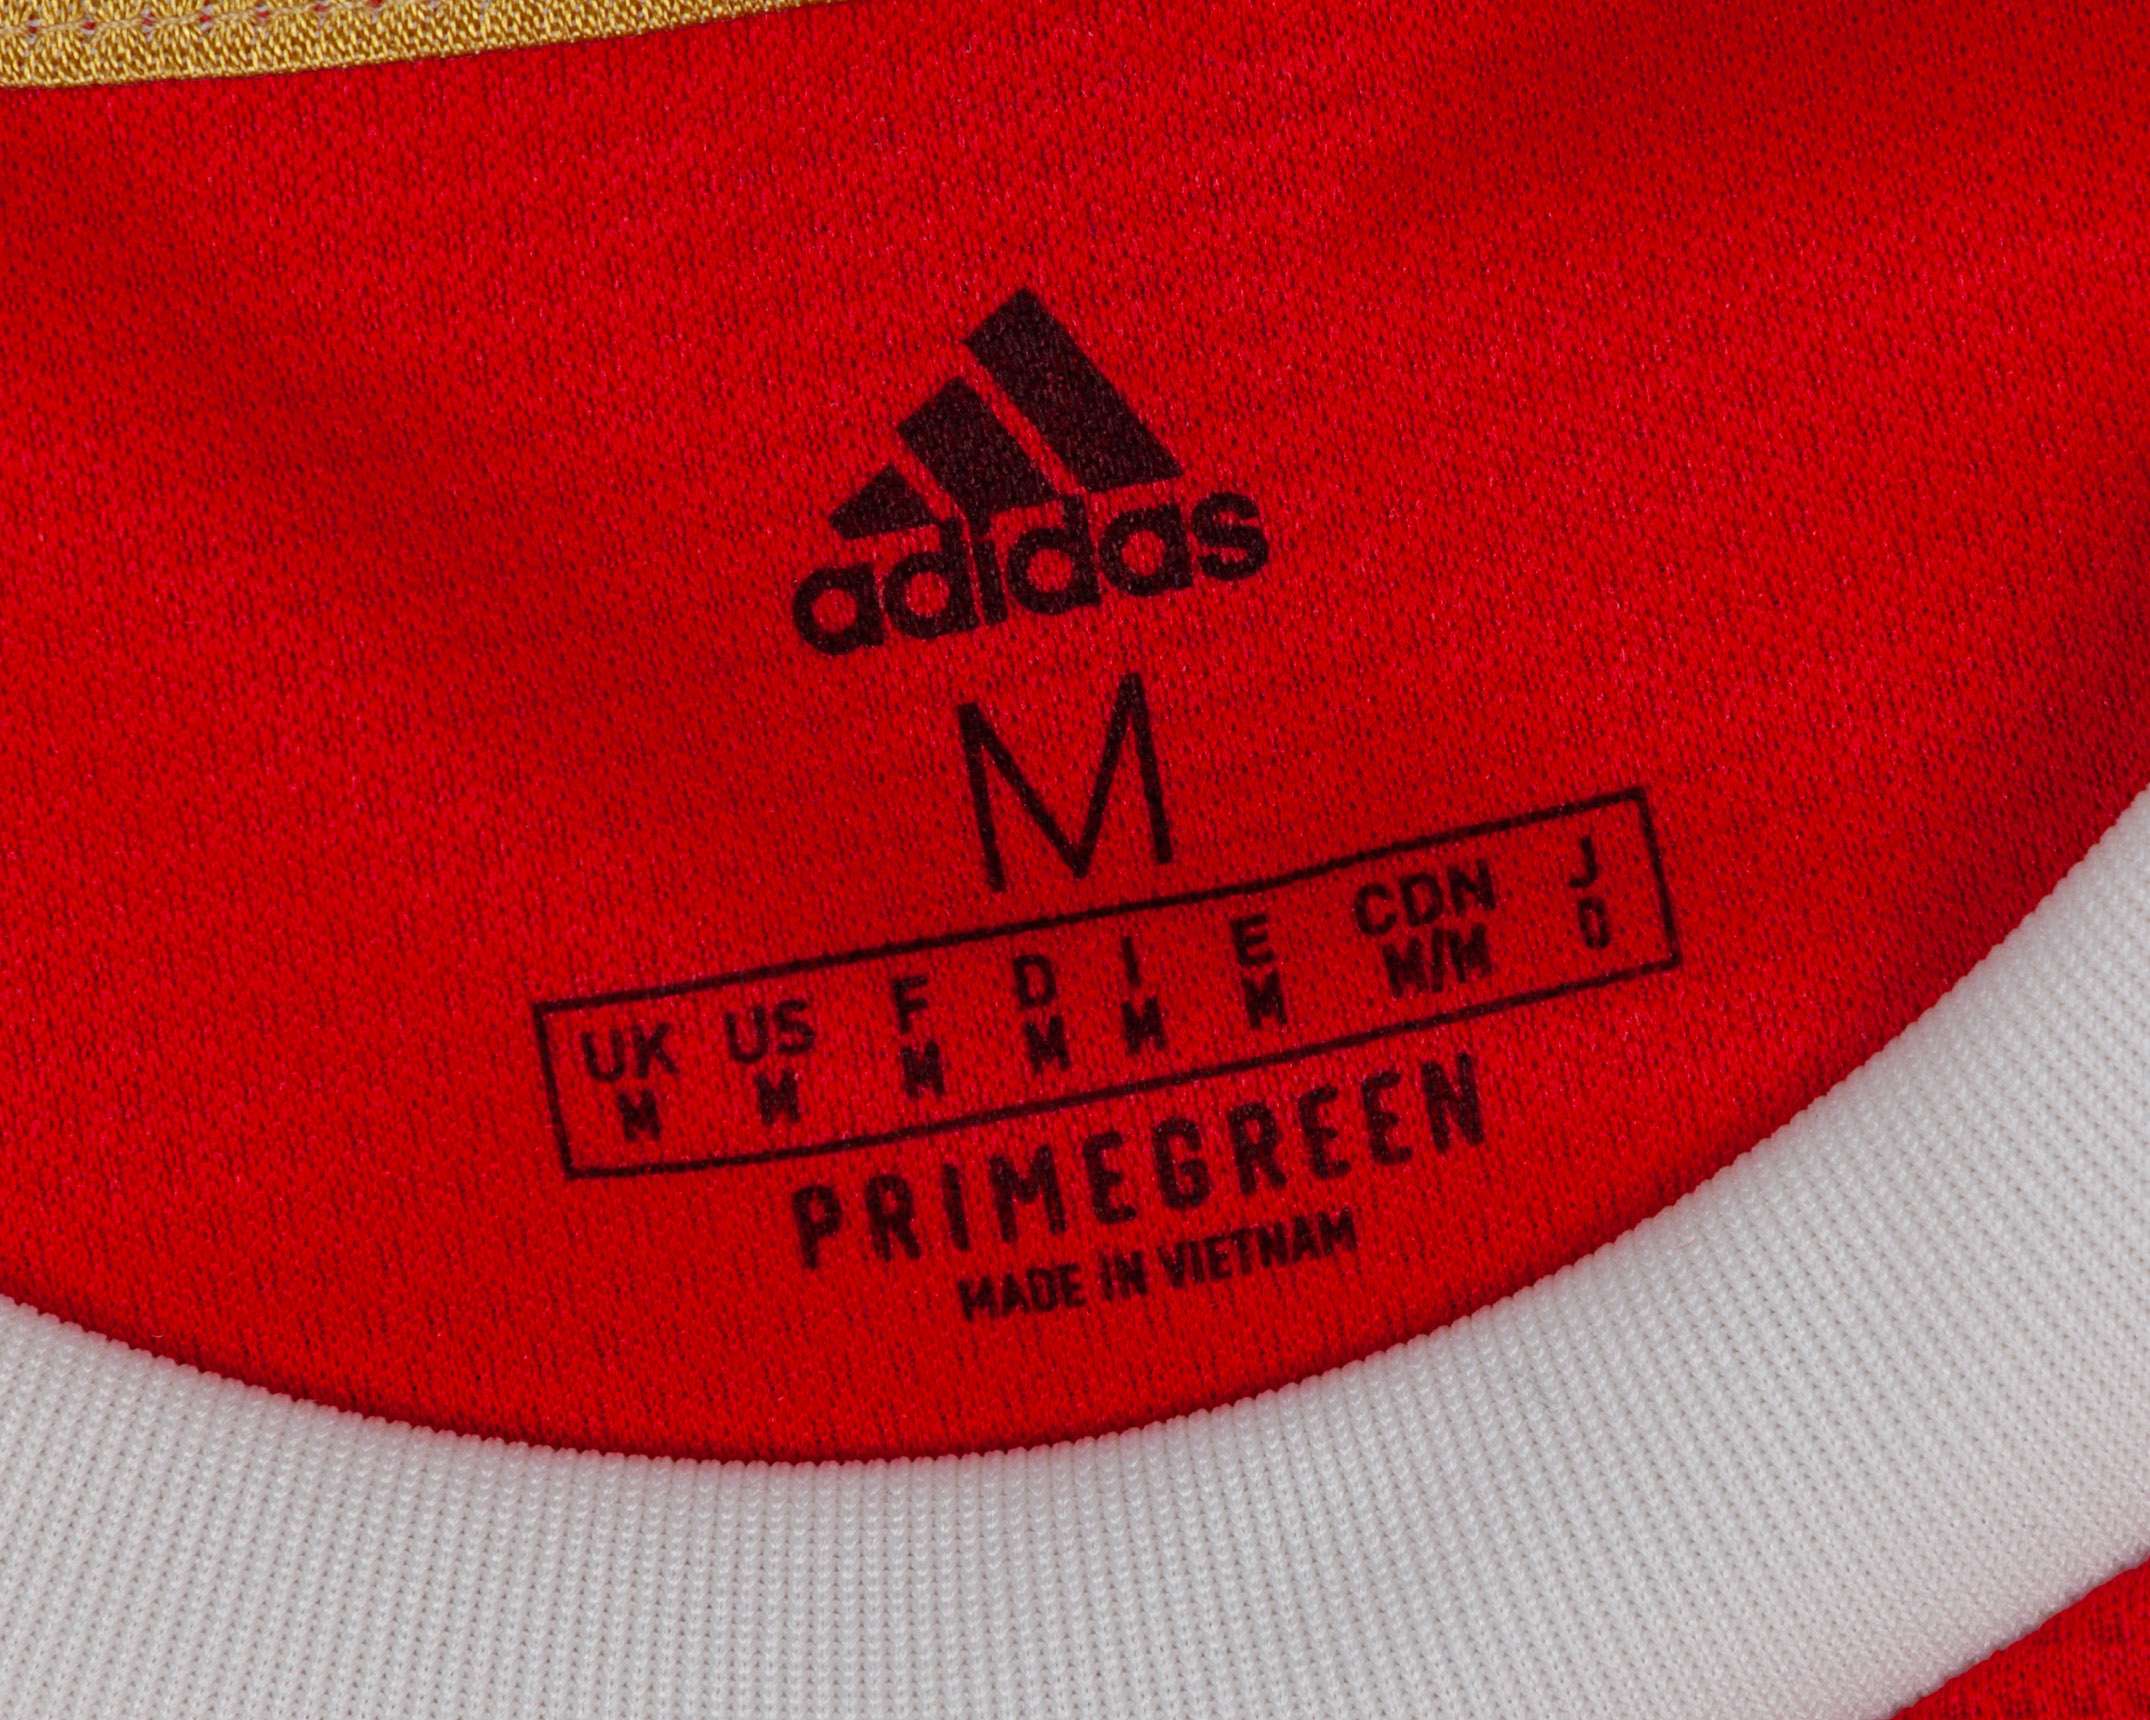 adidas
M
UK US F D I E CDN J
M M M M M M M/M O
PRIMEGREEN
MADE IN VIETNAM